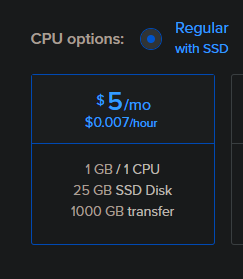 CPU options:
Regular
with SSD
$5/mo
$0.007/hour
1 GB / 1 CPU
25 GB SSD Disk
1000 GB transfer